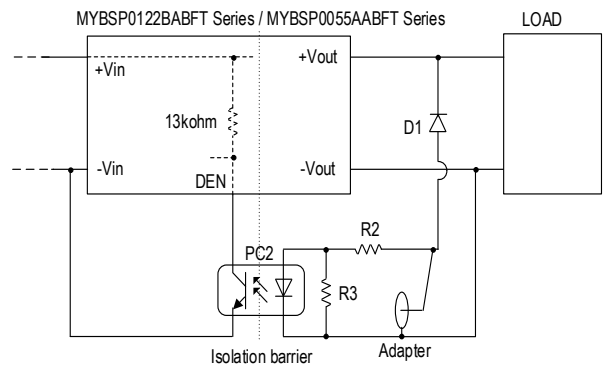 MYBSP0122BABFT Series / MYBSP0055AABFT Series
LOAD
+Vin
+Vout
13kohm
D1
-Vin
-Vout
DEN
R2
PC2
R3
Isolation barrier
Adapter